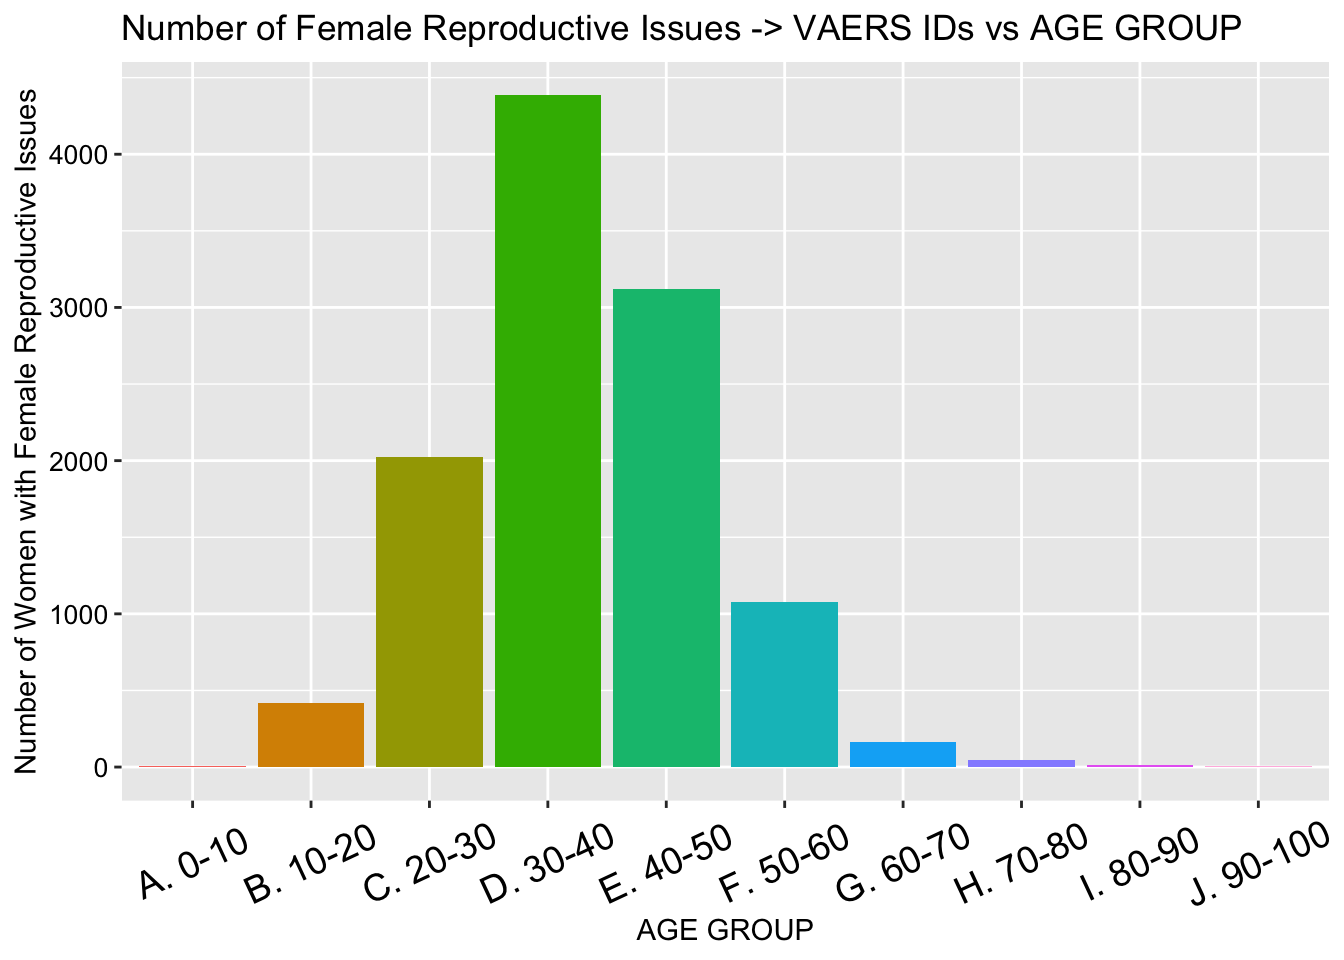 Number of Female Reproductive Issues -> VAERS IDs vs AGE GROUP
Number of Women with Female Reproductive Issues
4000
3000
2000
1000
0
A. 0-10
B. 10-20
C. 20-30
D. 30-40
E. 40-50
F. 50-60
G. 60-70
H. 70-80
I. 80-90
J. 90-100
AGE GROUP